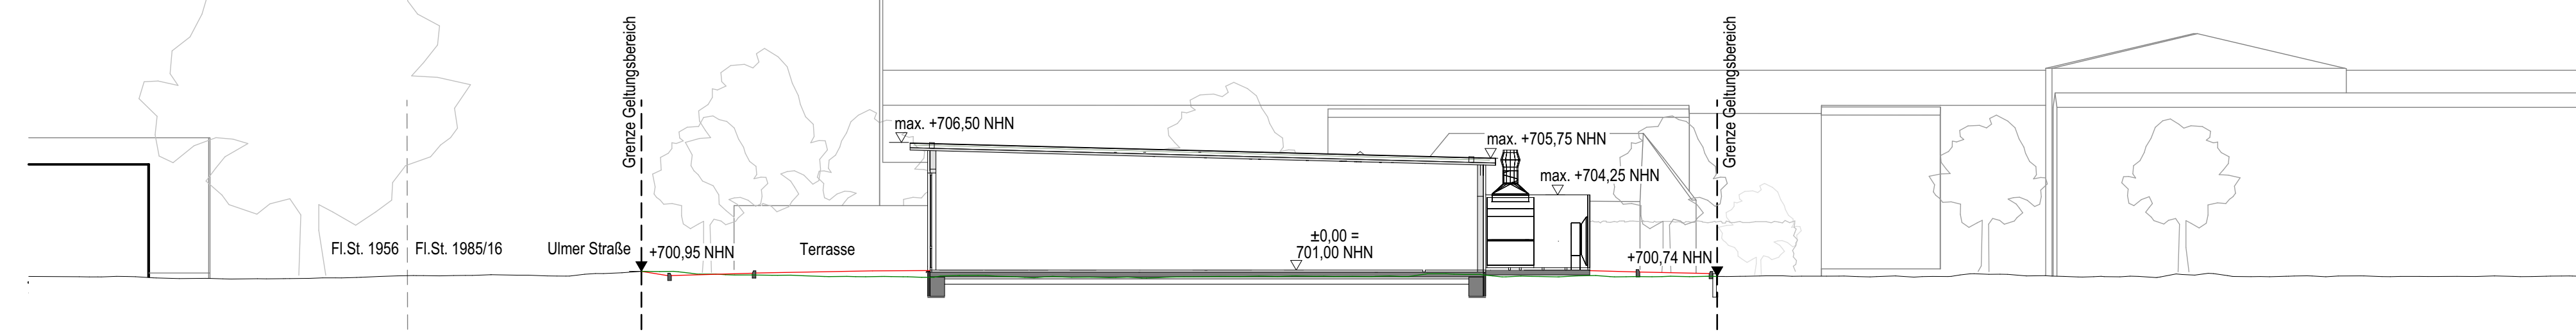 Grenze Geltungsbereich
Grenze Geltungsbereich
max. +706,50 NHN
max. +705,75 NHN
max. +704,25 NHN
Fl.St. 1956
Fl.St. 1985/16
Ulmer Straße
+700,95 NHN
Terrasse
±0,00 =
701,00 NHN
+700,74 NHN